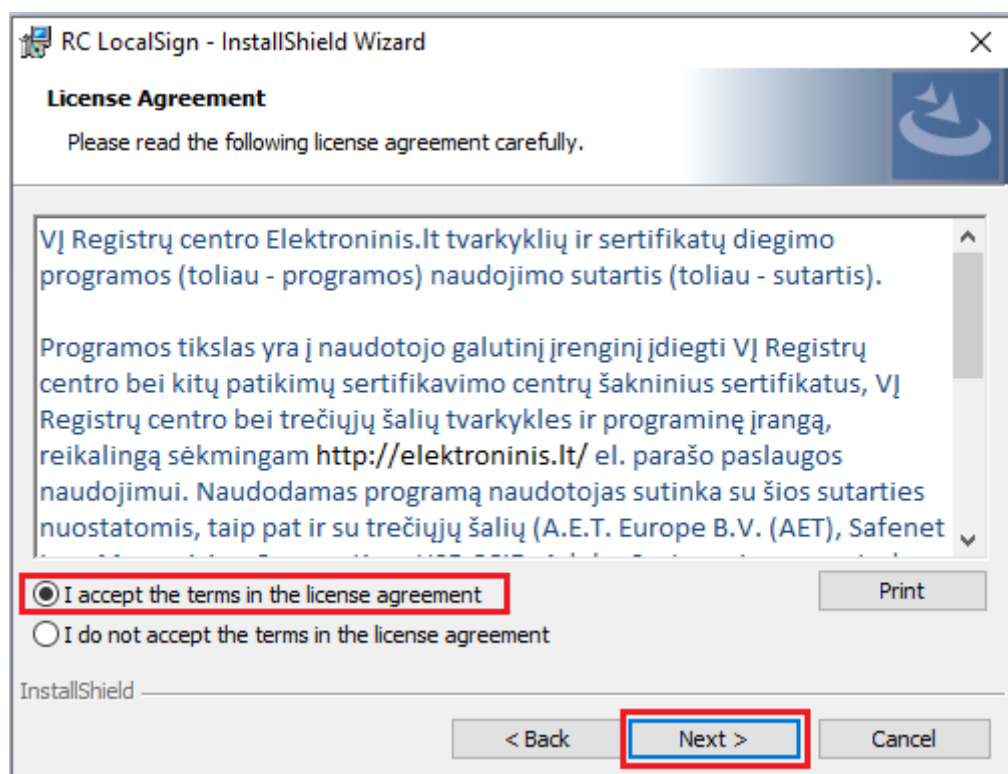 RC LocalSign - InstallShield Wizard
License Agreement
Please read the following license agreement carefully.
VĮ Registrų centro Elektroninis.lt tvarkyklių ir sertifikatų diegimo
programos (toliau - programos) naudojimo sutartis (toliau - sutartis).
Programos tikslas yra į naudotojo galutinį įrenginį įdiegti VĮ Registrų
centro bei kitų patikimų sertifikavimo centrų šakninius sertifikatus, VĮ
Registrų centro bei trečiųjų šalių tvarkykles ir programinę įrangą,
reikalingą sėkmingam http://elektroninis.lt/ el. parašo paslaugos
naudojimui. Naudodamas programą naudotojas sutinka su šios sutarties
nuostatomis, taip pat ir su trečiųjų šalių (A.E.T. Europe B.V. (AET), Safenet
I accept the terms in the license agreement
Print
I do not accept the terms in the license agreement
InstallShield
< Back
Next >
Cancel